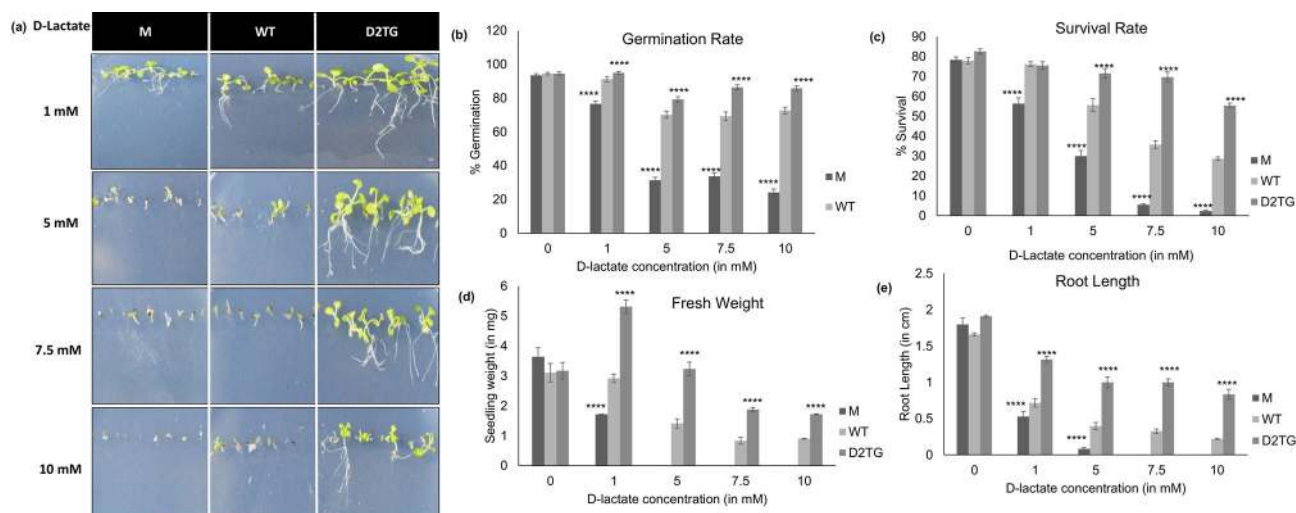 (a) D-Lactate M WT D2TG
1 mM
5 mM
7.5 mM
10 mM
(b) Germination Rate
% Germination
120
100
80
60
40
20
0
**** **** **** **** **** **** **** ****
0 1 5 7.5 10
D-lactate concentration (in mM)
M
WT
(c) Survival Rate
% Survival
90
80
70
60
50
40
30
20
10
0
**** **** **** **** **** **** ****
0 1 5 7.5 10
D-Lactate concentration (in mM)
M
WT
D2TG
(d) Fresh Weight
Seedling weight (in mg)
6
5
4
3
2
1
0
**** **** **** **** ****
0 1 5 7.5 10
D-lactate concentration (in mM)
M
WT
D2TG
(e) Root Length
Root Length (in cm)
2.5
2
1.5
1
0.5
0
**** **** **** **** **** ****
0 1 5 7.5 10
D-lactate concentration (in mM)
M
WT
D2TG